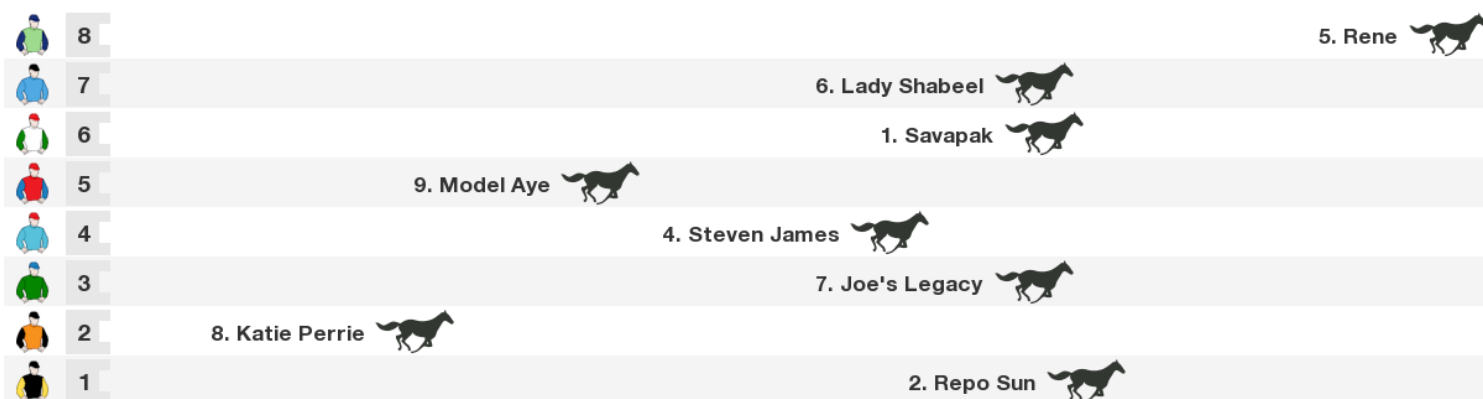 8 5. Rene
7 6. Lady Shabeel
6 1. Savapak
5 9. Model Aye
4 4. Steven James
3 7. Joe's Legacy
2 8. Katie Perrie
1 2. Repo Sun